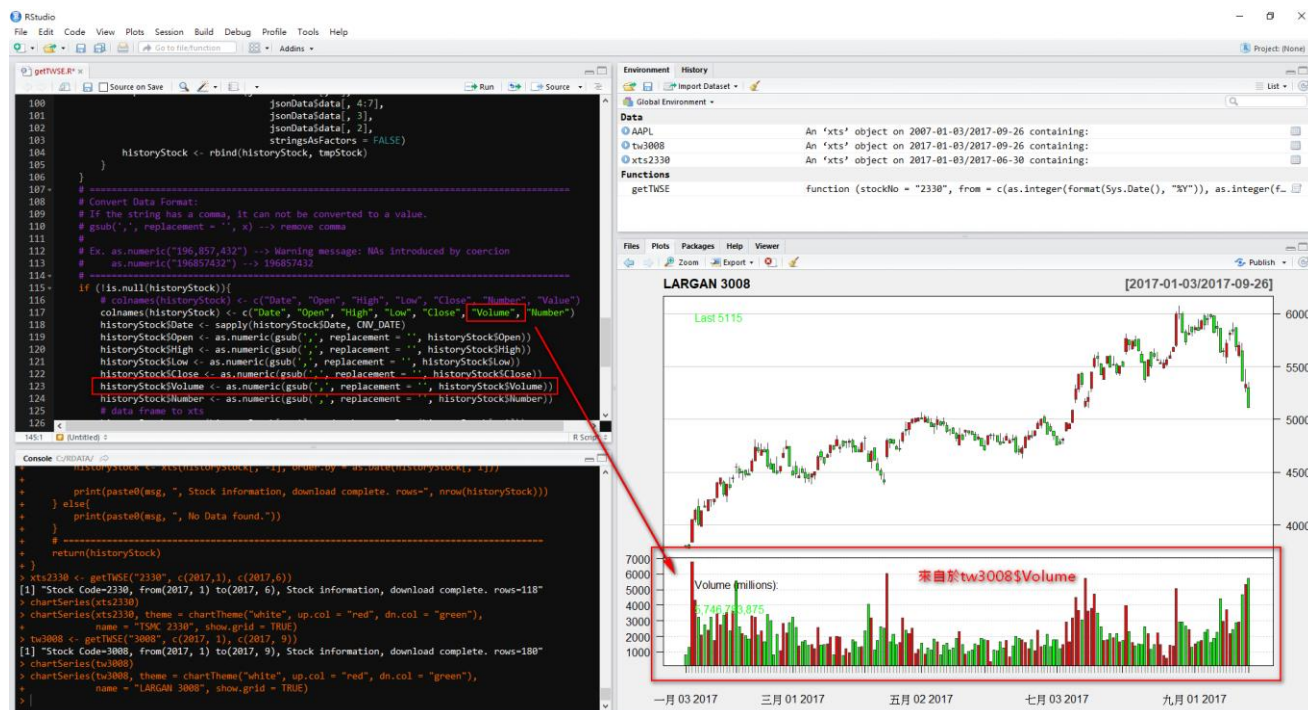 RStudio
File Edit Code View Plots Session Build Debug Profile Tools Help
Go to file/function Addins Project: (None)
getTWSE.R*
Source on Save Run Source
100 jsonData$data[, 4:7],
101 jsonData$data[, 3],
102 jsonData$data[, 2],
103 stringsAsFactors = FALSE)
104 historyStock <- rbind(historyStock, tmpStock)
105 }
106 }
107 # ==================================================================================
108 # Convert Data Format:
109 # If the string has a comma, it can not be converted to a value.
110 # gsub(',', replacement = '', x) --> remove comma
111 #
112 # Ex. as.numeric("196,857,432") --> Warning message: NAs introduced by coercion
113 # as.numeric("196857432") --> 196857432
114 # ==================================================================================
115 if (!is.null(historyStock)){
116 # colnames(historyStock) <- c("Date", "Open", "High", "Low", "Close", "Number", "Value")
117 colnames(historyStock) <- c("Date", "Open", "High", "Low", "Close", "Volume", "Number")
118 historyStock$Date <- sapply(historyStock$Date, CNV_DATE)
119 historyStock$Open <- as.numeric(gsub(',', replacement = '', historyStock$Open))
120 historyStock$High <- as.numeric(gsub(',', replacement = '', historyStock$High))
121 historyStock$Low <- as.numeric(gsub(',', replacement = '', historyStock$Low))
122 historyStock$Close <- as.numeric(gsub(',', replacement = '', historyStock$Close))
123 historyStock$Volume <- as.numeric(gsub(',', replacement = '', historyStock$Volume))
124 historyStock$Number <- as.numeric(gsub(',', replacement = '', historyStock$Number))
125 # data frame to xts
126
145:1 (Untitled) R Script
Console C:/RDATA/
+ historyStock <- xts(historyStock[, -1], order.by = as.Date(historyStock[, 1]))
+
+ print(paste0(msg, ", Stock information, download complete. rows=", nrow(historyStock)))
+ } else{
+ print(paste0(msg, ", No Data found."))
+ }
+ # ==================================================================================
+ return(historyStock)
+ }
> xts2330 <- getTWSE("2330", c(2017,1), c(2017,6))
[1] "Stock Code=2330, from(2017, 1) to(2017, 6), Stock information, download complete. rows=118"
> chartSeries(xts2330)
> chartSeries(xts2330, theme = chartTheme("white", up.col = "red", dn.col = "green"),
+ name = "TSMC 2330", show.grid = TRUE)
> tw3008 <- getTWSE("3008", c(2017, 1), c(2017, 9))
[1] "Stock Code=3008, from(2017, 1) to(2017, 9), Stock information, download complete. rows=180"
> chartSeries(tw3008)
> chartSeries(tw3008, theme = chartTheme("white", up.col = "red", dn.col = "green"),
+ name = "LARGAN 3008", show.grid = TRUE)
>
Environment History
Import Dataset List
Global Environment
Data
AAPL An 'xts' object on 2007-01-03/2017-09-26 containing:
tw3008 An 'xts' object on 2017-01-03/2017-09-26 containing:
xts2330 An 'xts' object on 2017-01-03/2017-06-30 containing:
Functions
getTWSE function (stockNo = "2330", from = c(as.integer(format(Sys.Date(), "%Y")), as.integer(f…
Files Plots Packages Help Viewer
Zoom Export Publish
LARGAN 3008 [2017-01-03/2017-09-26]
Last 5115
6000
5500
5000
4500
4000
7000
6000
5000
4000
3000
2000
1000
Volume (millions):
5,746,783,875
來自於tw3008$Volume
一月 03 2017 三月 01 2017 五月 02 2017 七月 03 2017 九月 01 2017